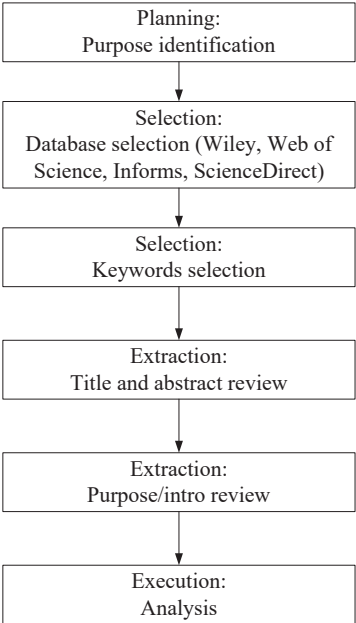 Planning:
Purpose identification
Selection:
Database selection (Wiley, Web of
Science, Informs, ScienceDirect)
Selection:
Keywords selection
Extraction:
Title and abstract review
Extraction:
Purpose/intro review
Execution:
Analysis